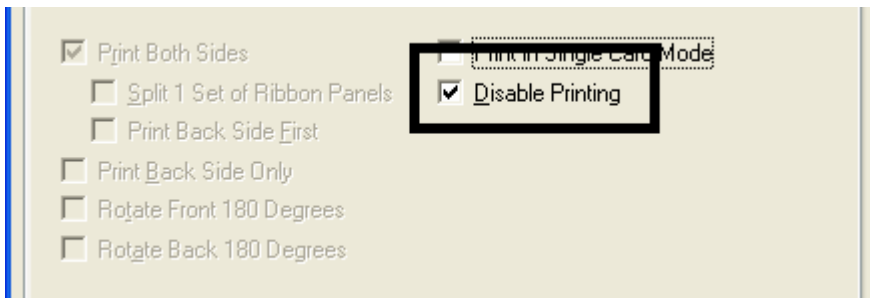 Print Both Sides
Split 1 Set of Ribbon Panels
Print Back Side First
Print Back Side Only
Rotate Front 180 Degrees
Rotate Back 180 Degrees
Print in Single Card Mode
Disable Printing